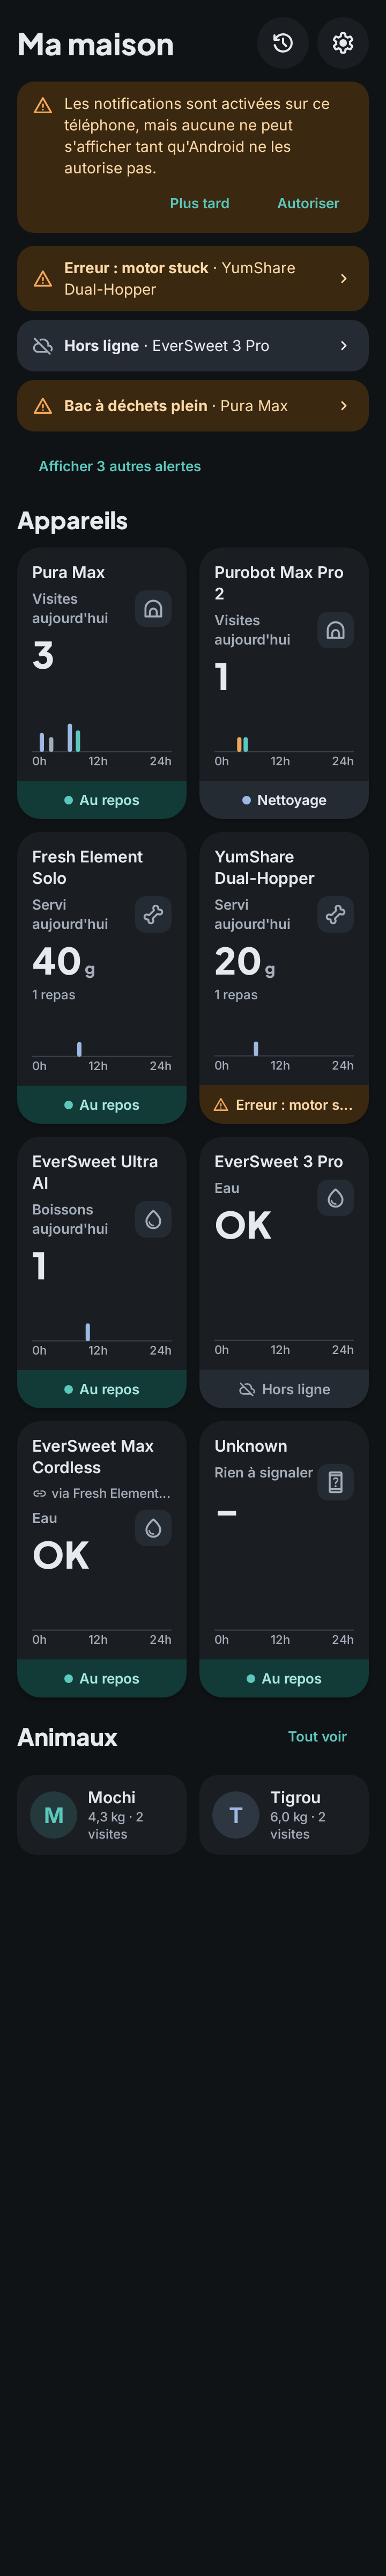 Ma maison
Les notifications sont activées sur ce
téléphone, mais aucune ne peut
s'afficher tant qu'Android ne les
autorise pas.
Plus tard
Autoriser
Erreur : motor stuck · YumShare
Dual-Hopper
Hors ligne · EverSweet 3 Pro
Bac à déchets plein · Pura Max
Afficher 3 autres alertes
Appareils
Pura Max
Visites
aujourd'hui
3
0h 12h 24h
Au repos
Purobot Max Pro
2
Visites
aujourd'hui
1
0h 12h 24h
Nettoyage
Fresh Element
Solo
Servi
aujourd'hui
40 g
1 repas
0h 12h 24h
Au repos
YumShare
Dual-Hopper
Servi
aujourd'hui
20 g
1 repas
0h 12h 24h
Erreur : motor s...
EverSweet Ultra
AI
Boissons
aujourd'hui
1
0h 12h 24h
Au repos
EverSweet 3 Pro
Eau
OK
0h 12h 24h
Hors ligne
EverSweet Max
Cordless
via Fresh Element...
Eau
OK
0h 12h 24h
Au repos
Unknown
Rien à signaler
–
0h 12h 24h
Au repos
Animaux
Tout voir
M
Mochi
4,3 kg · 2
visites
T
Tigrou
6,0 kg · 2
visites